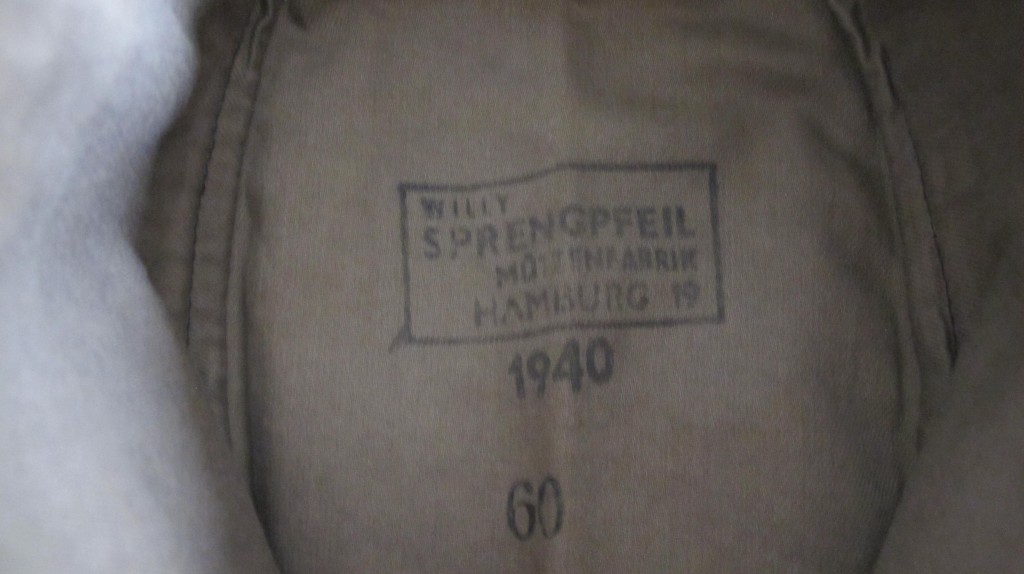 WILLY
SPRENGPFEIL
MÜTZENFABRIK
HAMBURG 19
1940
60